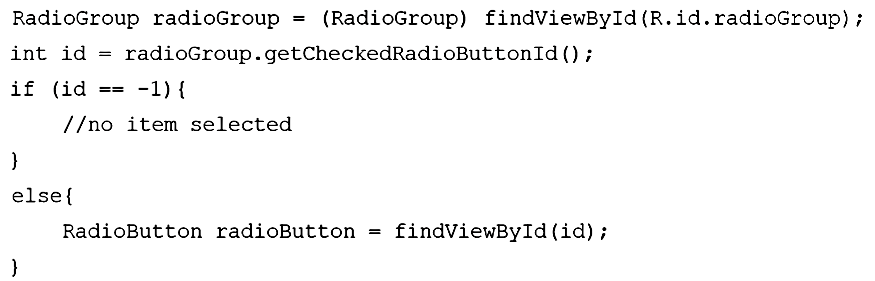 RadioGroup radioGroup = (RadioGroup) findViewById(R.id.radioGroup);
int id = radioGroup.getCheckedRadioButtonId();
if (id == -1){
    //no item selected
}
else{
    RadioButton radioButton = findViewById(id);
}